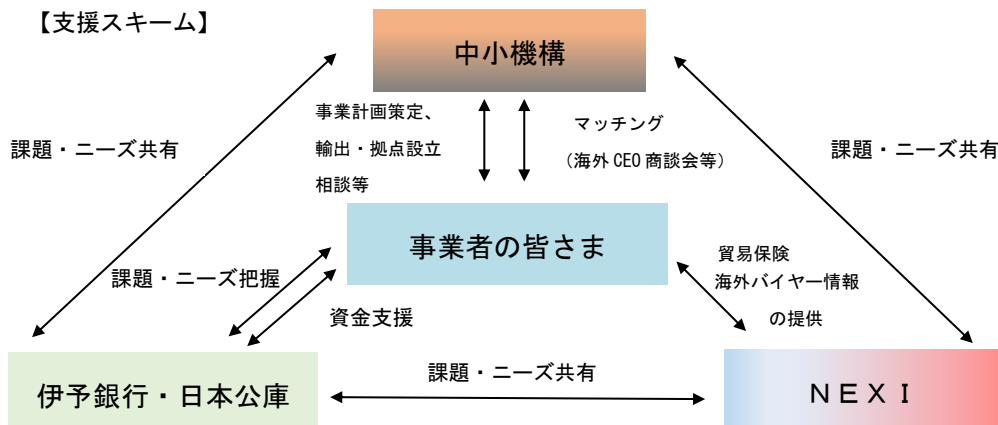 【支援スキーム】
中小機構
事業計画策定、
輸出・拠点設立
相談等
マッチング
（海外 CEO 商談会等）
課題・ニーズ共有
課題・ニーズ共有
事業者の皆さま
課題・ニーズ把握
資金支援
貿易保険
海外バイヤー情報
の提供
伊予銀行・日本公庫
課題・ニーズ共有
ＮＥＸＩ